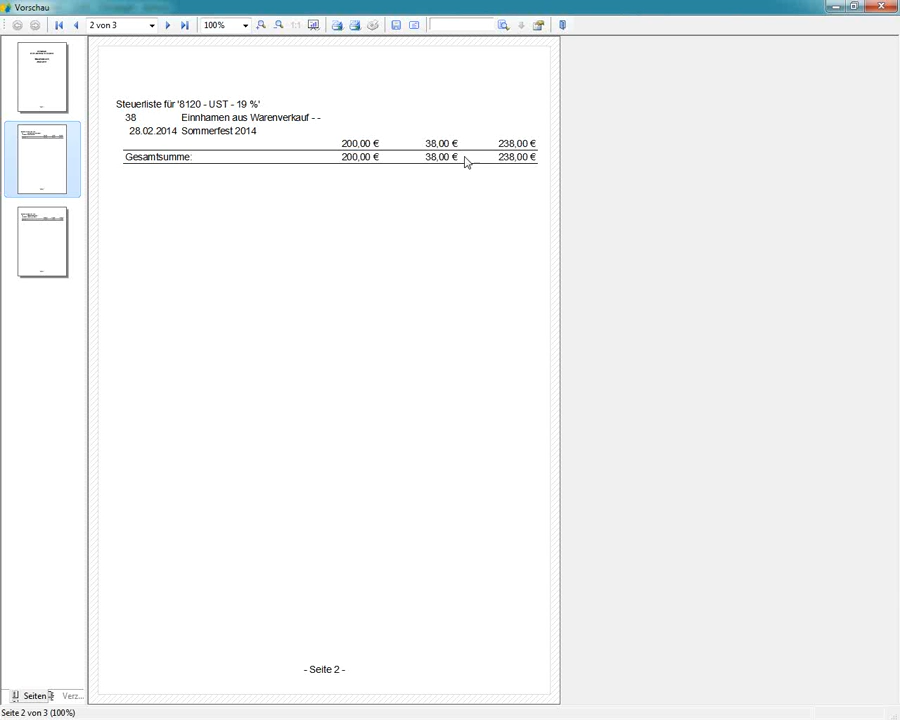 Vorschau
2 von 3
100%
Steuerliste für '8120 - UST - 19 %'
38 Einnhamen aus Warenverkauf - -
28.02.2014 Sommerfest 2014
200,00 € 38,00 € 238,00 €
Gesamtsumme: 200,00 € 38,00 € 238,00 €
- Seite 2 -
Seiten Verz...
Seite 2 von 3 (100%)